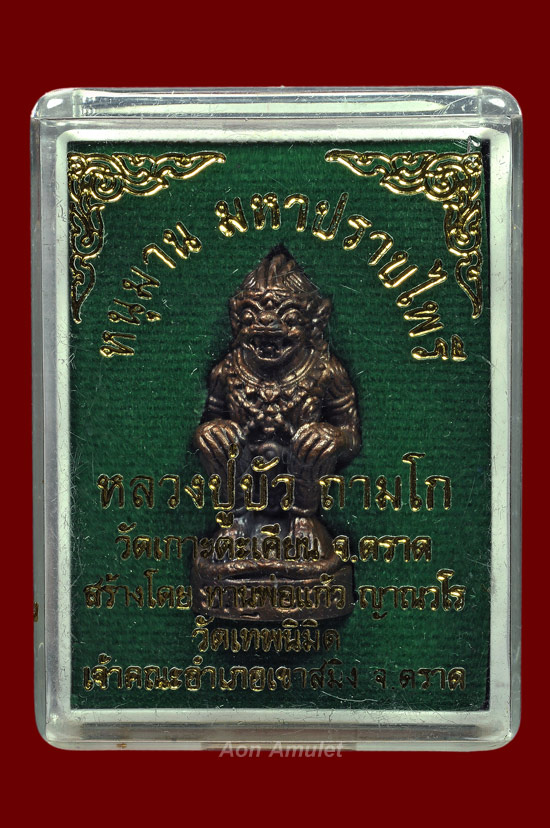 หนุมาน มหาปราบไพรี
หลวงปู่บัว ถามโก
วัดเกาะตะเคียน จ.ตราด
สร้างโดย ท่านพ่อแก้ว ญาณวโร
วัดเทพนิมิต
เจ้าคณะอำเภอเขาสมิง จ.ตราด
Aon Amulet